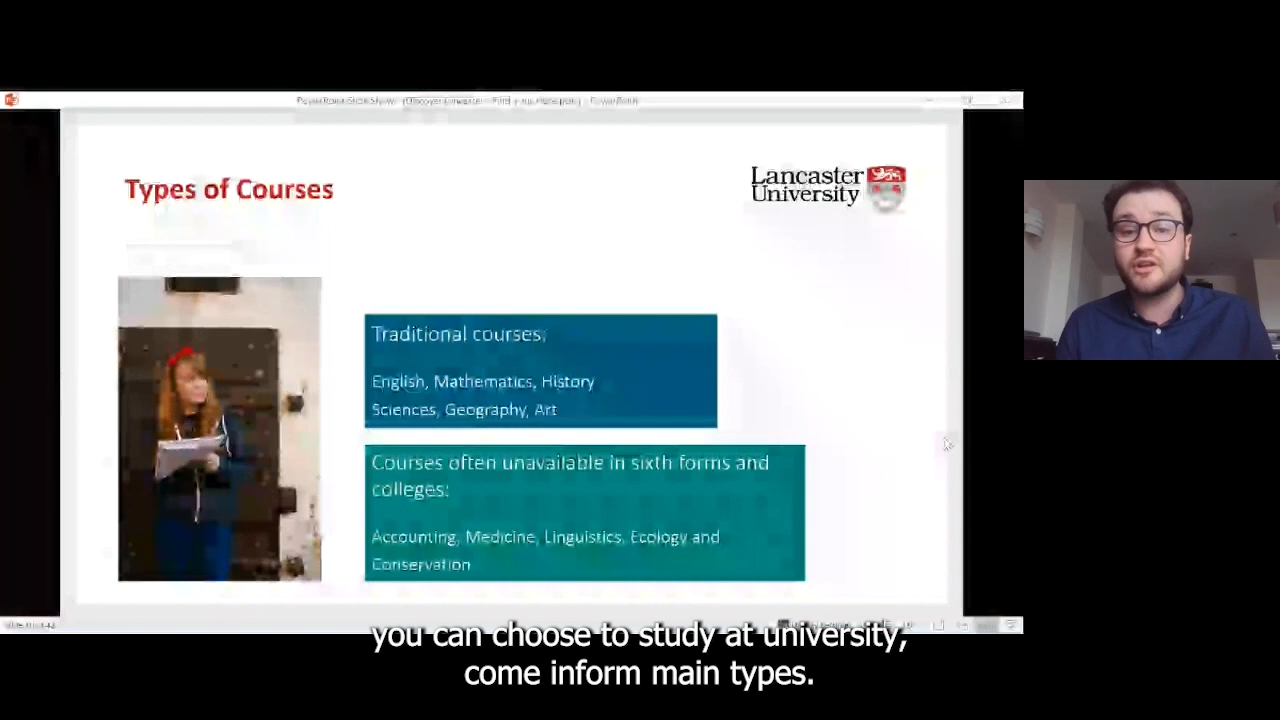 Types of Courses
Lancaster
University
Traditional courses:
English, Mathematics, History
Sciences, Geography, Art
Courses often unavailable in sixth forms and
colleges:
Accounting, Medicine, Linguistics, Ecology and
Conservation
you can choose to study at university,
come inform main types.